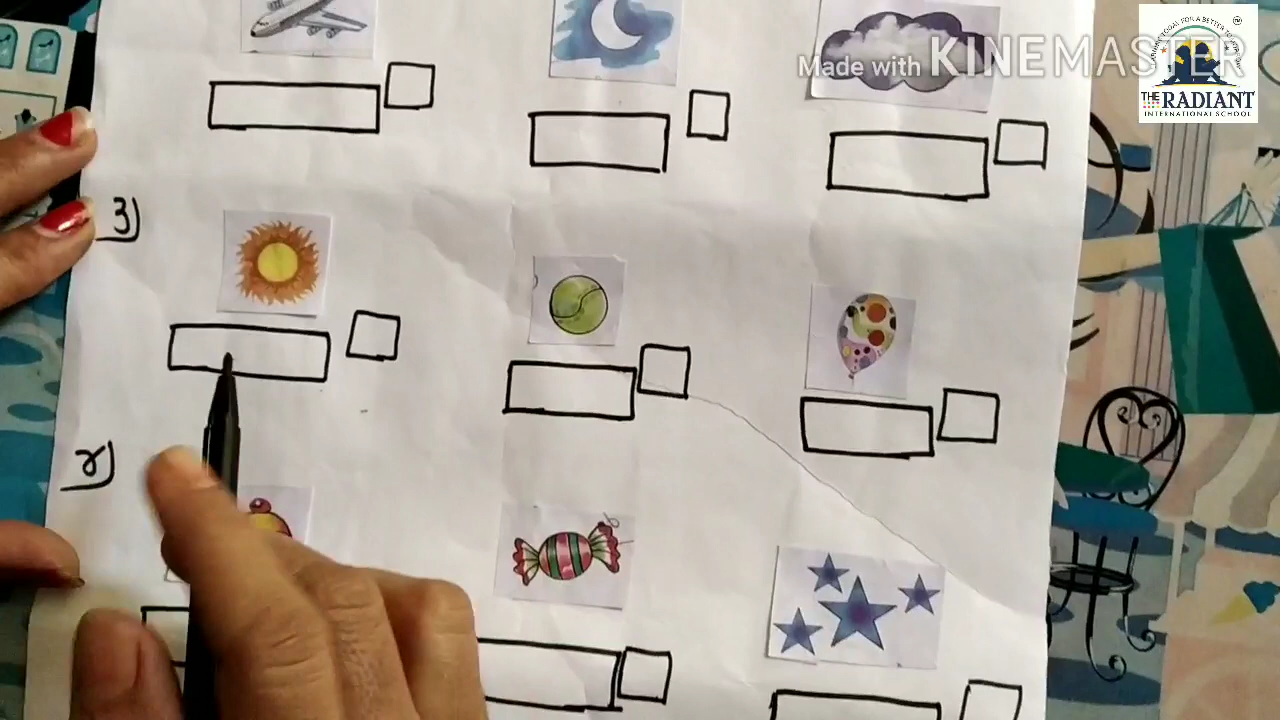 Made with KINEMASTER
THE RADIANT
INTERNATIONAL SCHOOL
३)
४)